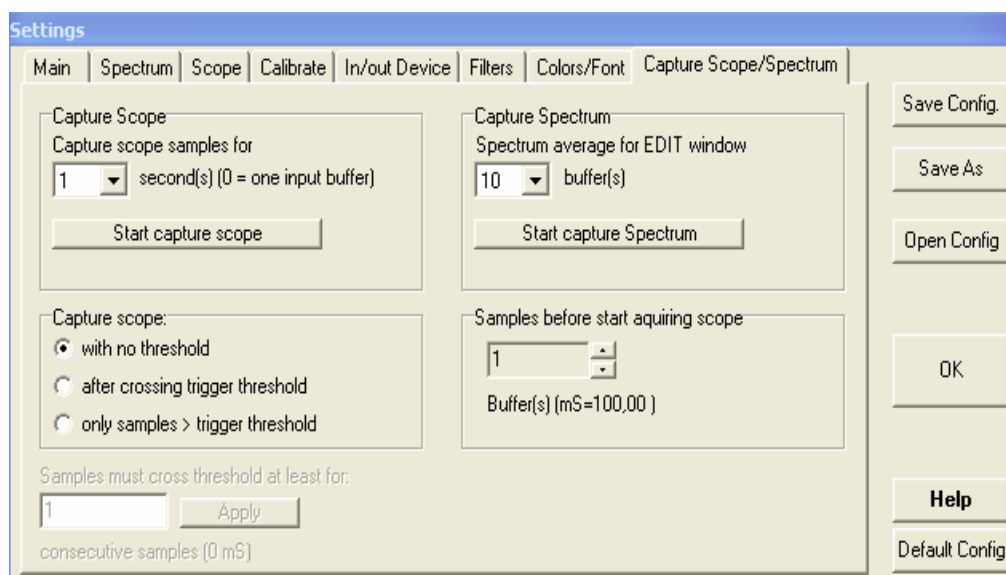 Settings
Main Spectrum Scope Calibrate In/out Device Filters Colors/Font Capture Scope/Spectrum
Capture Scope
Capture scope samples for
1 second(s) (0 = one input buffer)
Start capture scope
Capture Spectrum
Spectrum average for EDIT window
10 buffer(s)
Start capture Spectrum
Capture scope:
with no threshold
after crossing trigger threshold
only samples > trigger threshold
Samples before start aquiring scope
1
Buffer(s) (mS=100,00 )
Samples must cross threshold at least for:
1 Apply
consecutive samples (0 mS)
Save Config.
Save As
Open Config
OK
Help
Default Config